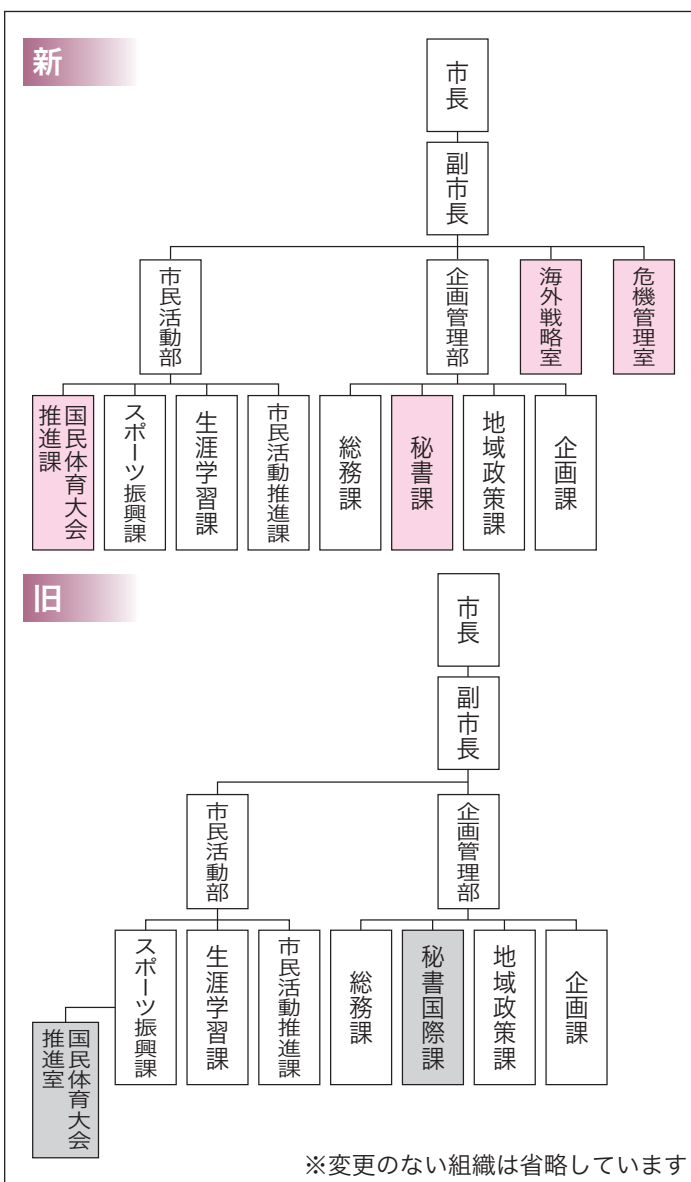 新
市長
副市長
危機管理室
海外戦略室
企画管理部
市民活動部
企画課
地域政策課
秘書課
総務課
市民活動推進課
生涯学習課
スポーツ振興課
国民体育大会
推進課
旧
市長
副市長
企画管理部
市民活動部
企画課
地域政策課
秘書国際課
総務課
市民活動推進課
生涯学習課
スポーツ振興課
国民体育大会
推進室
※変更のない組織は省略しています